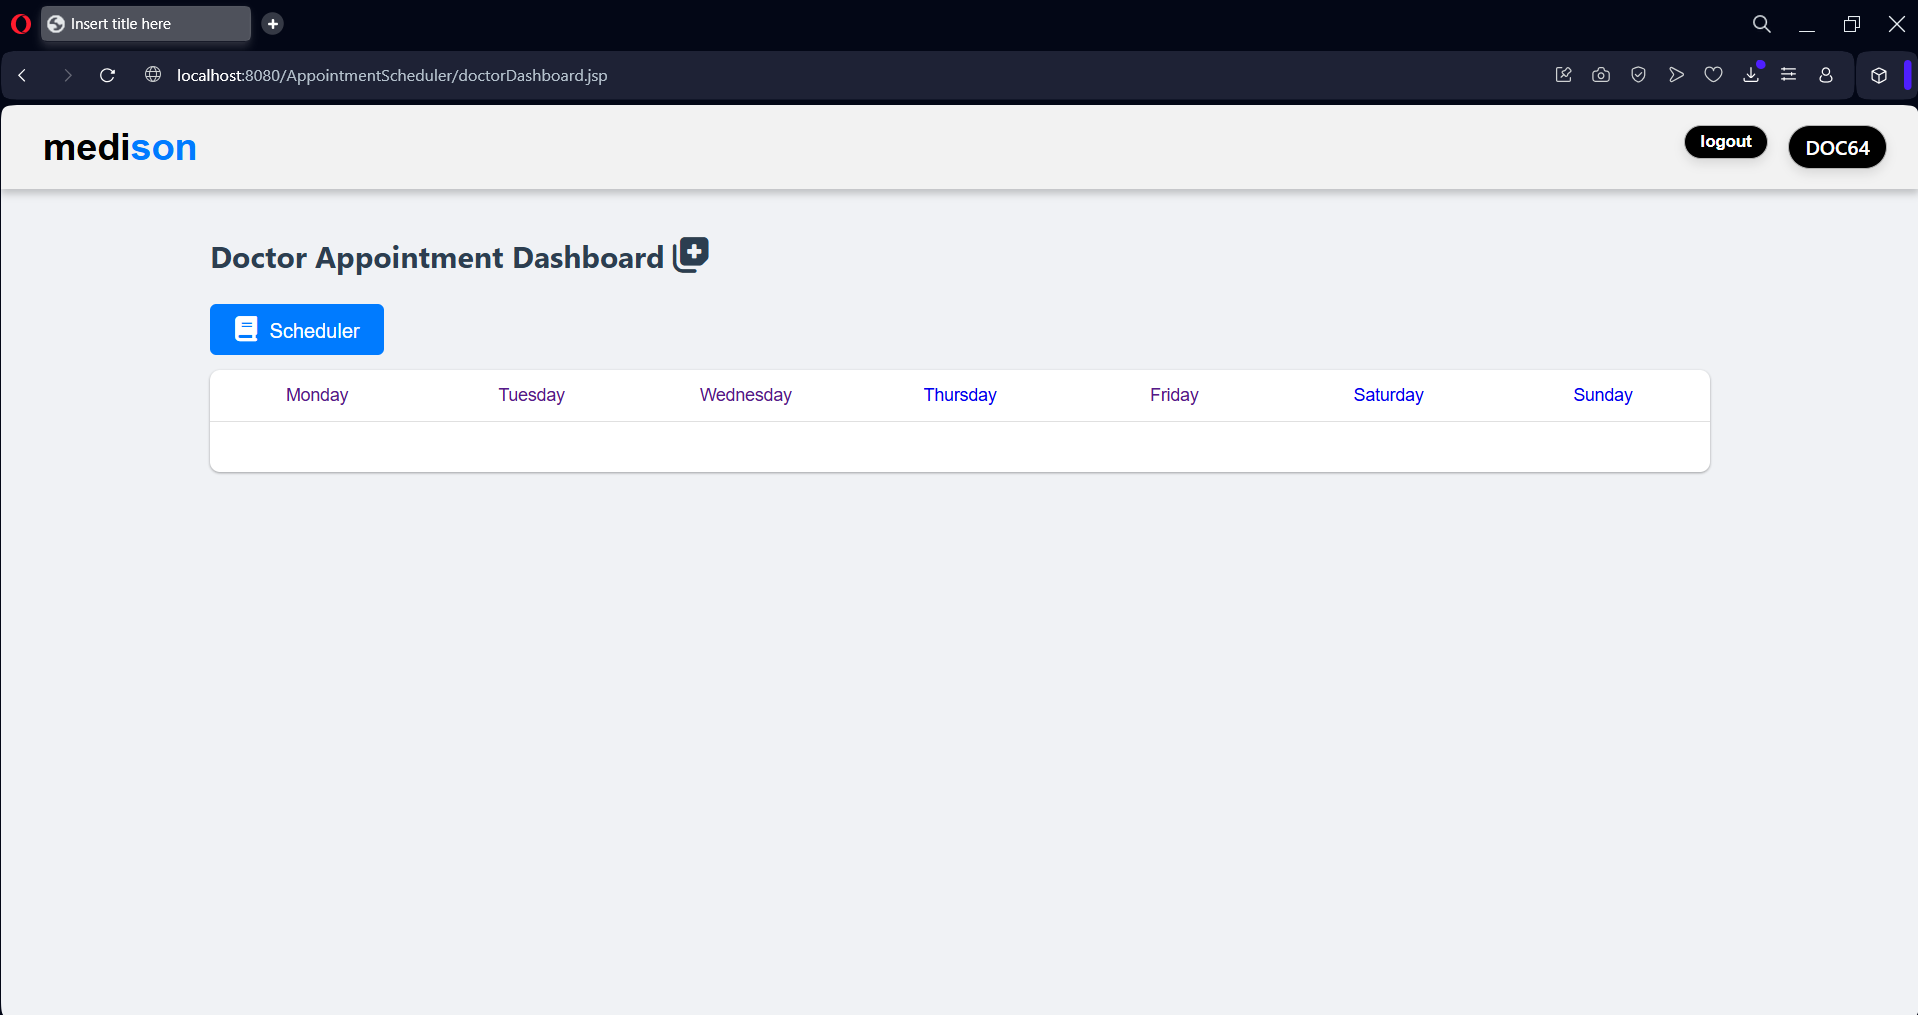 Insert title here
localhost:8080/AppointmentScheduler/doctorDashboard.jsp
medison
logout
DOC64
Doctor Appointment Dashboard
Scheduler
Monday Tuesday Wednesday Thursday Friday Saturday Sunday